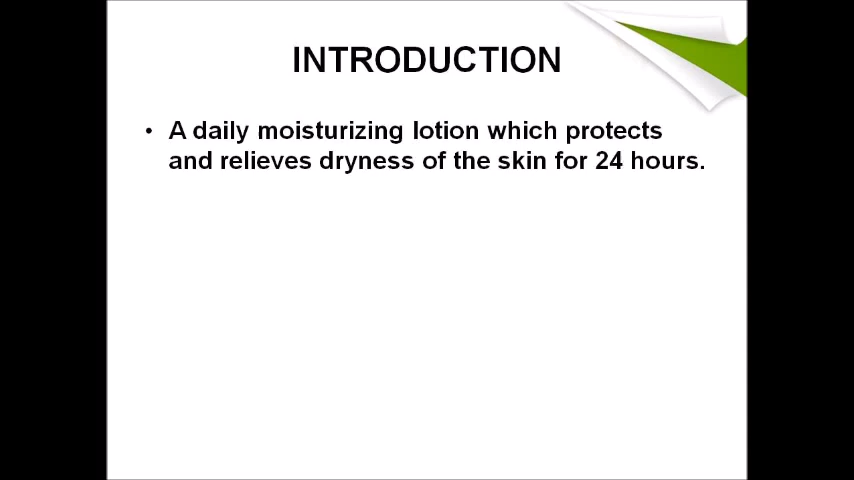 INTRODUCTION
• A daily moisturizing lotion which protects
and relieves dryness of the skin for 24 hours.